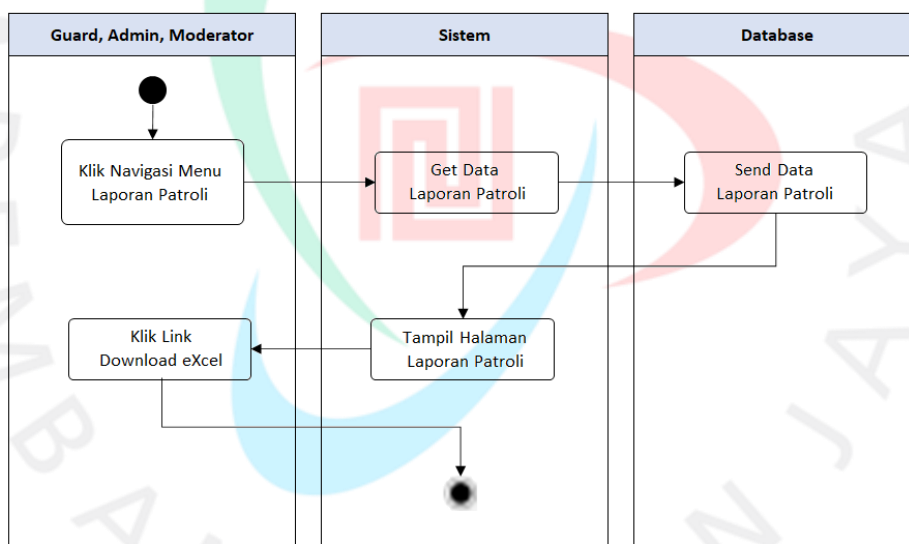 Guard, Admin, Moderator
Sistem
Database
Klik Navigasi Menu
Laporan Patroli
Get Data
Laporan Patroli
Send Data
Laporan Patroli
Klik Link
Download eXcel
Tampil Halaman
Laporan Patroli